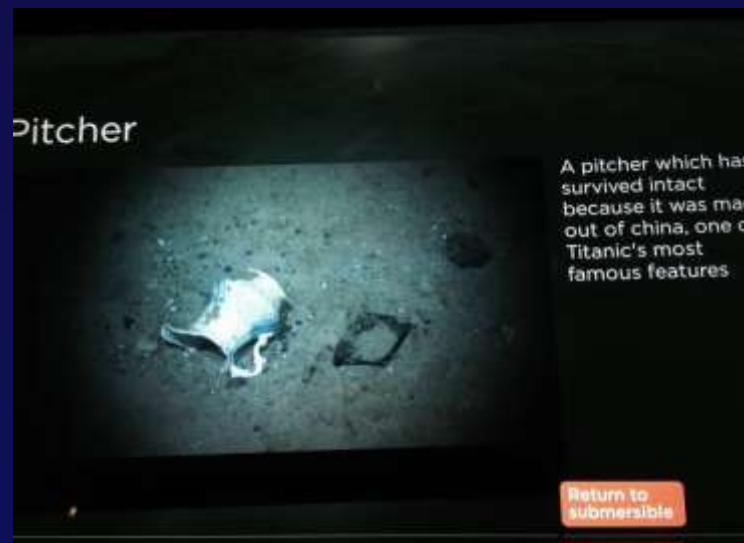 Pitcher
A pitcher which has
survived intact
because it was
out of china, one
Titanic's most
famous features
Return to
submersible